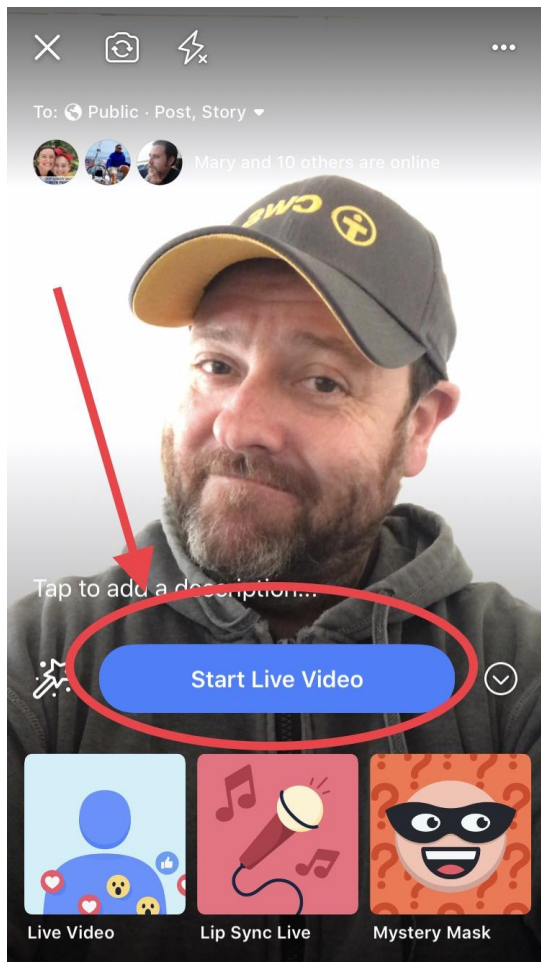 To: Public · Post, Story
Mary and 10 others are online
CMS
Tap to add a description...
Start Live Video
Live Video
Lip Sync Live
Mystery Mask